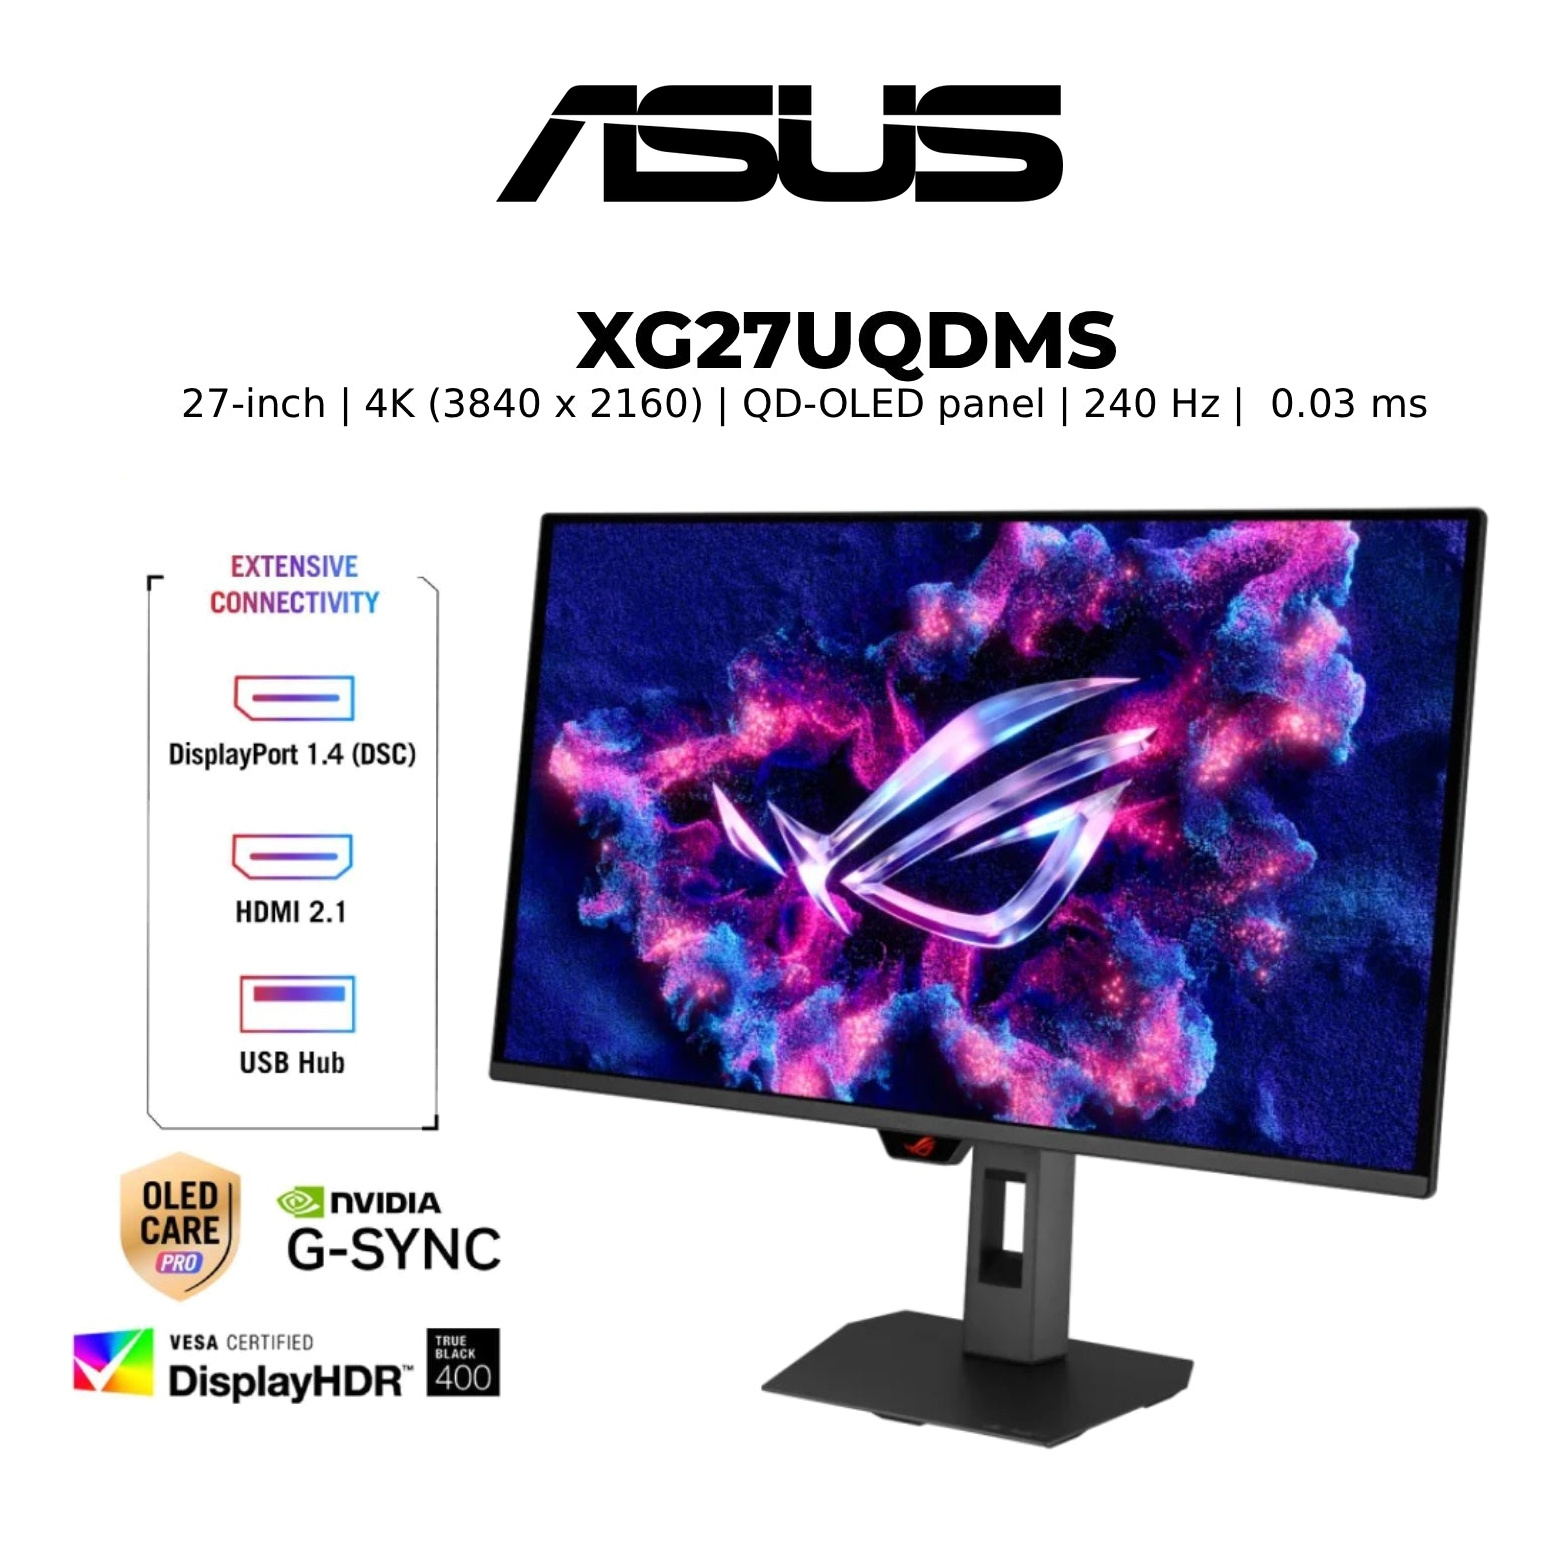 ASUS
XG27UQDMS
27-inch | 4K (3840 x 2160) | QD-OLED panel | 240 Hz | 0.03 ms
EXTENSIVE
CONNECTIVITY
DisplayPort 1.4 (DSC)
HDMI 2.1
USB Hub
OLED
CARE
PRO
NVIDIA
G-SYNC
VESA CERTIFIED
DisplayHDR™
TRUE
BLACK
400